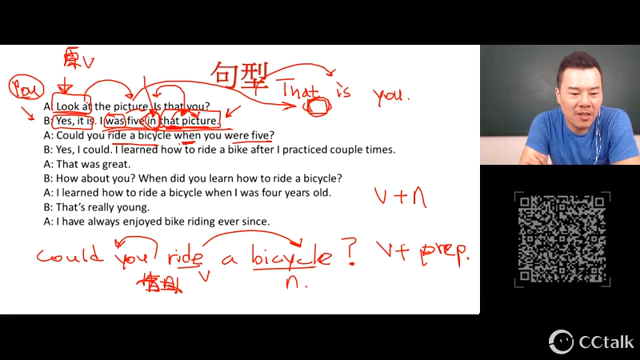 原V
句型
You
That is you.
A: Look at the picture. Is that you?
B: Yes, it is. I was five in that picture.
A: Could you ride a bicycle when you were five?
B: Yes, I could. I learned how to ride a bike after I practiced couple times.
A: That was great.
B: How about you? When did you learn how to ride a bicycle?
A: I learned how to ride a bicycle when I was four years old.
B: That's really young.
A: I have always enjoyed bike riding ever since.
V + n
Could you ride a bicycle?
V + prep.
V
n.
CCtalk